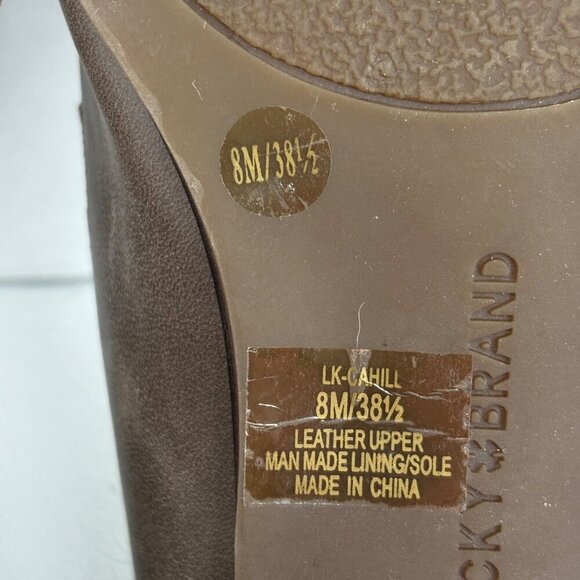 8M/38½
LK-CAHILL
8M/38½
LEATHER UPPER
MAN MADE LINING/SOLE
MADE IN CHINA
CKY BRAND